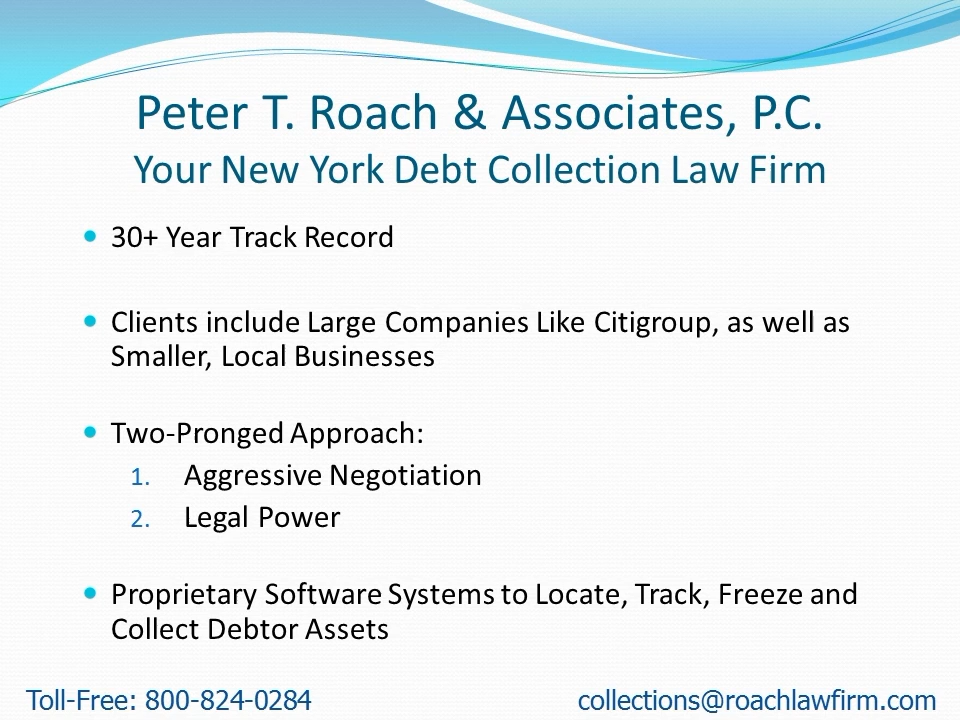 Peter T. Roach & Associates, P.C.
Your New York Debt Collection Law Firm
• 30+ Year Track Record
• Clients include Large Companies Like Citigroup, as well as
Smaller, Local Businesses
• Two-Pronged Approach:
1. Aggressive Negotiation
2. Legal Power
• Proprietary Software Systems to Locate, Track, Freeze and
Collect Debtor Assets
Toll-Free: 800-824-0284
collections@roachlawfirm.com